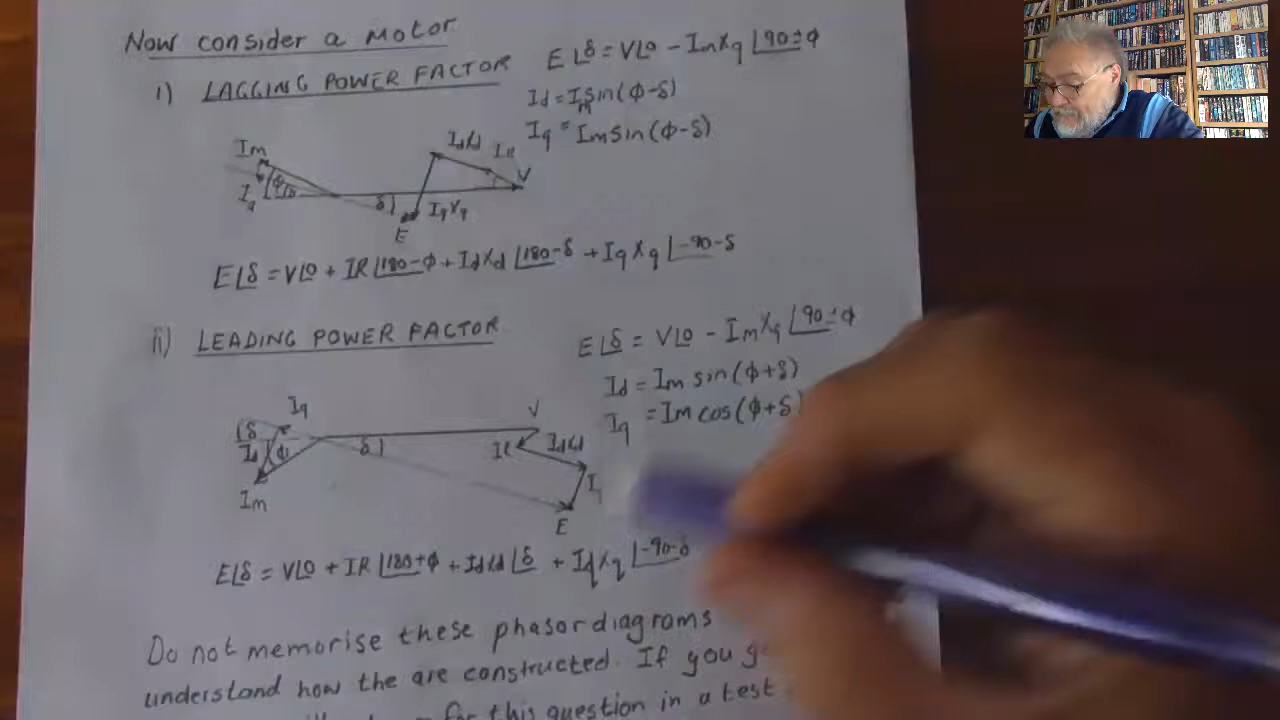 Now consider a Motor
i) LAGGING POWER FACTOR
E∠δ = V∠0 - ImXq ∠90±ϕ
Id = Im sin(ϕ-δ)
Iq = Im sin(ϕ-δ)
Im
Iq
ϕ
δ
δ
IdXd
IR
V
IqXq
E
E∠δ = V∠0 + IR ∠180-ϕ + IdXd ∠180-δ + IqXq ∠-90-δ
ii) LEADING POWER FACTOR
E∠δ = V∠0 - ImXq ∠90±ϕ
Id = Im sin(ϕ+δ)
Iq = Im cos(ϕ+δ)
Iq
δ
Id
ϕ
Im
δ
V
IR
IdXd
E
E∠δ = V∠0 + IR ∠180+ϕ + IdXd ∠δ + IqXq ∠-90-δ
Do not memorise these phasor diagrams
understand how the are constructed. If you
for this question in a test